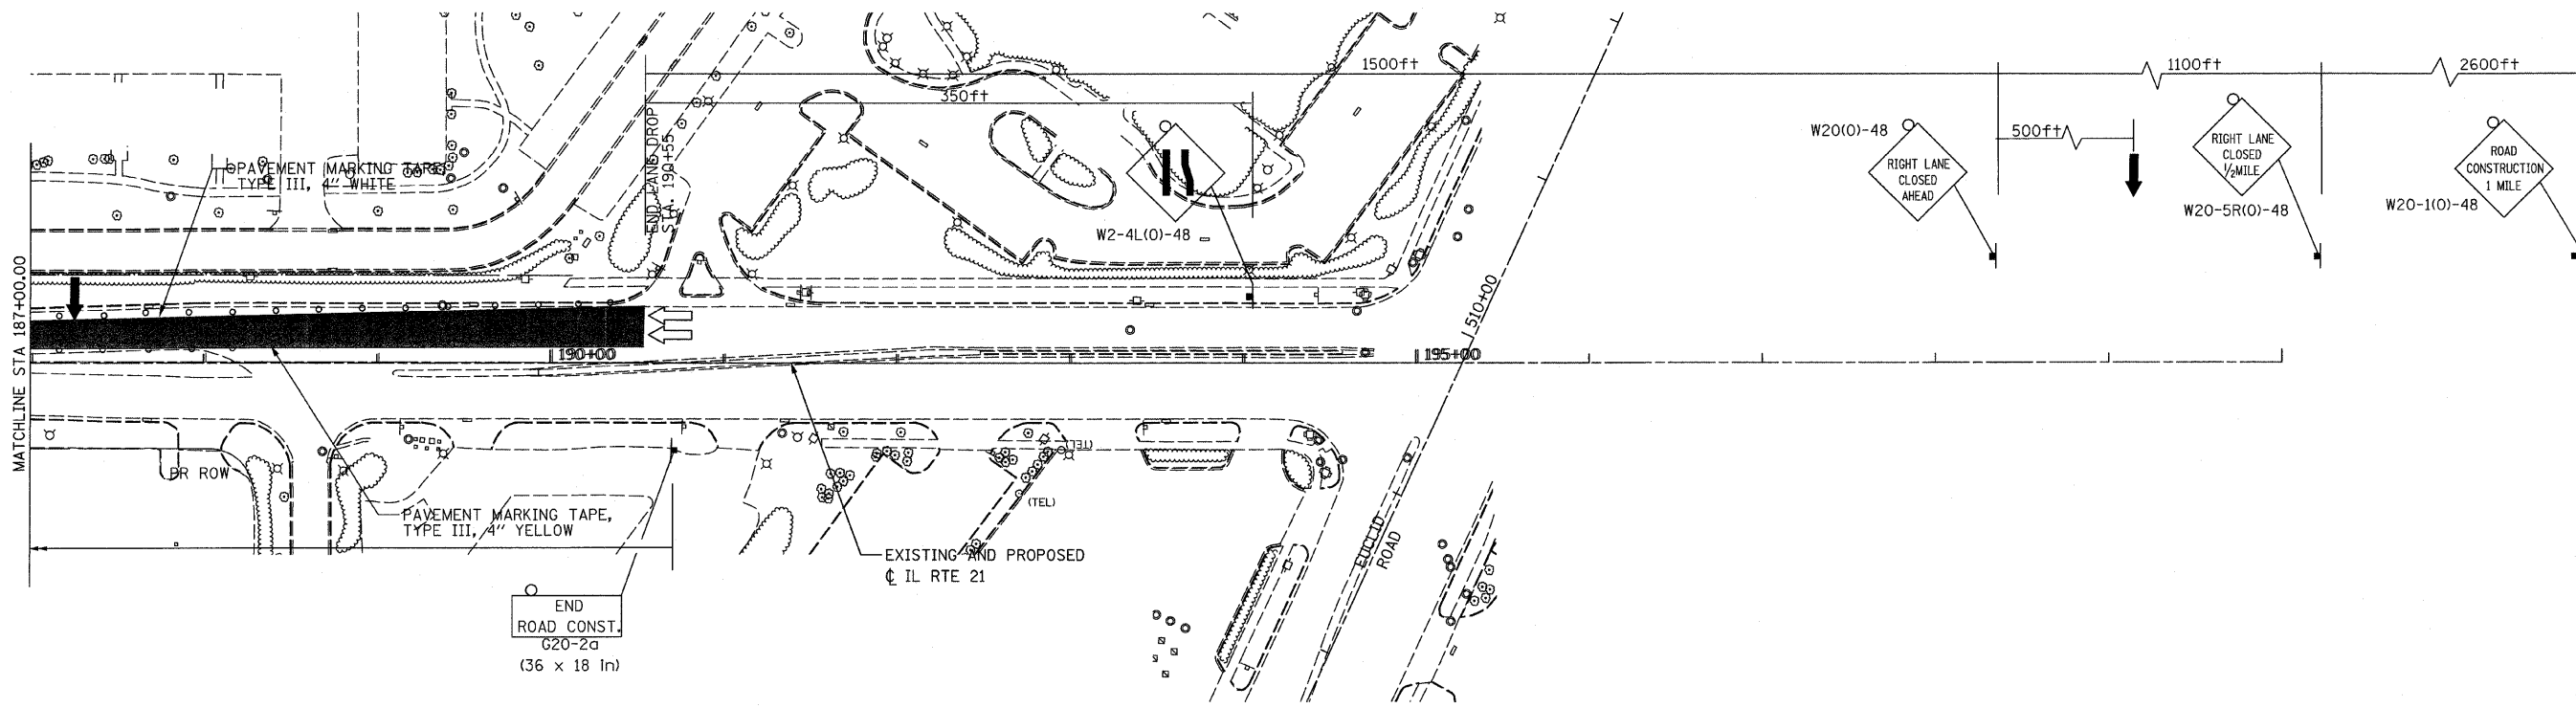 1500ft
1100ft
2600ft
350ft
W20(0)-48
500ft
RIGHT LANE
CLOSED
AHEAD
RIGHT LANE
CLOSED
1/2MILE
ROAD
CONSTRUCTION
1 MILE
W20-5R(0)-48
W20-1(0)-48
PAVEMENT MARKING TAPE
TYPE III, 4" WHITE
END LANE DROP
STA. 190+55
W2-4L(0)-48
MATCHLINE STA 187+00.00
510+00
190+00
195+00
PR ROW
(TEL)
(TEL)
PAVEMENT MARKING TAPE,
TYPE III, 4" YELLOW
EXISTING AND PROPOSED
℄ IL RTE 21
EUCLID
ROAD
END
ROAD CONST.
G20-2a
(36 x 18 In)